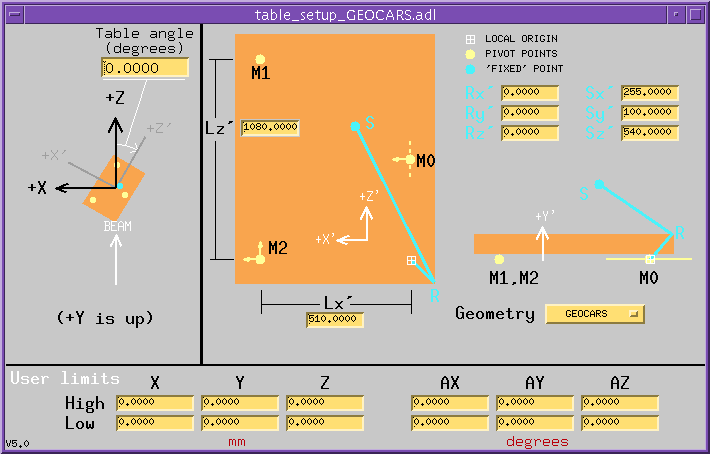 table_setup_GEOCARS.adl
Table angle
(degrees)
0.0000
+Z
+Z´
+X´
+X
BEAM
(+Y is up)
M1
Lz´
1080.0000
S
M0
+Z'
+X'
M2
R
Lx´
510.0000
LOCAL ORIGIN
PIVOT POINTS
'FIXED' POINT
Rx´ 0.0000 Sx´ 255.0000
Ry´ 0.0000 Sy´ 100.0000
Rz´ 0.0000 Sz´ 540.0000
S
+Y'
R
M1,M2
M0
Geometry GEOCARS
User limits
X Y Z AX AY AZ
High 0.0000 0.0000 0.0000 0.0000 0.0000 0.0000
Low 0.0000 0.0000 0.0000 0.0000 0.0000 0.0000
V5.0
mm
degrees